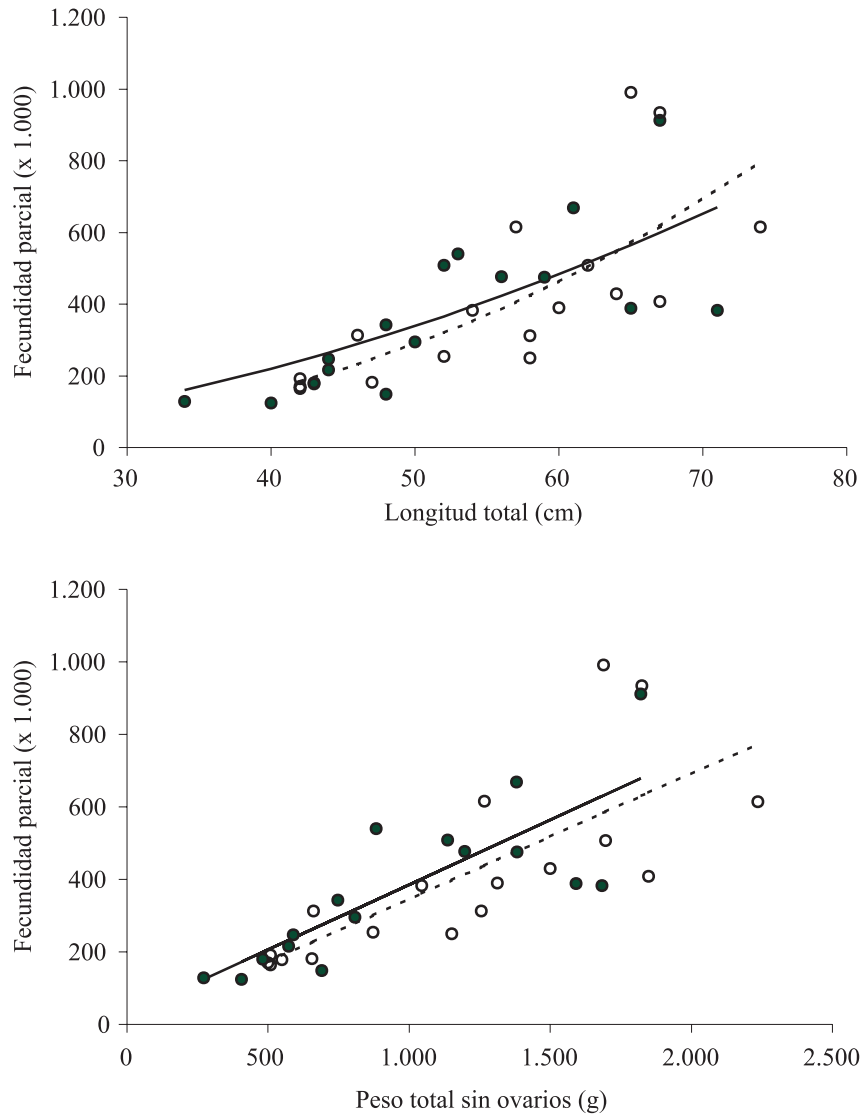 Fecundidad parcial (x 1.000)
1.200
1.000
800
600
400
200
0
30 40 50 60 70 80
Longitud total (cm)
Fecundidad parcial (x 1.000)
1.200
1.000
800
600
400
200
0
0 500 1.000 1.500 2.000 2.500
Peso total sin ovarios (g)